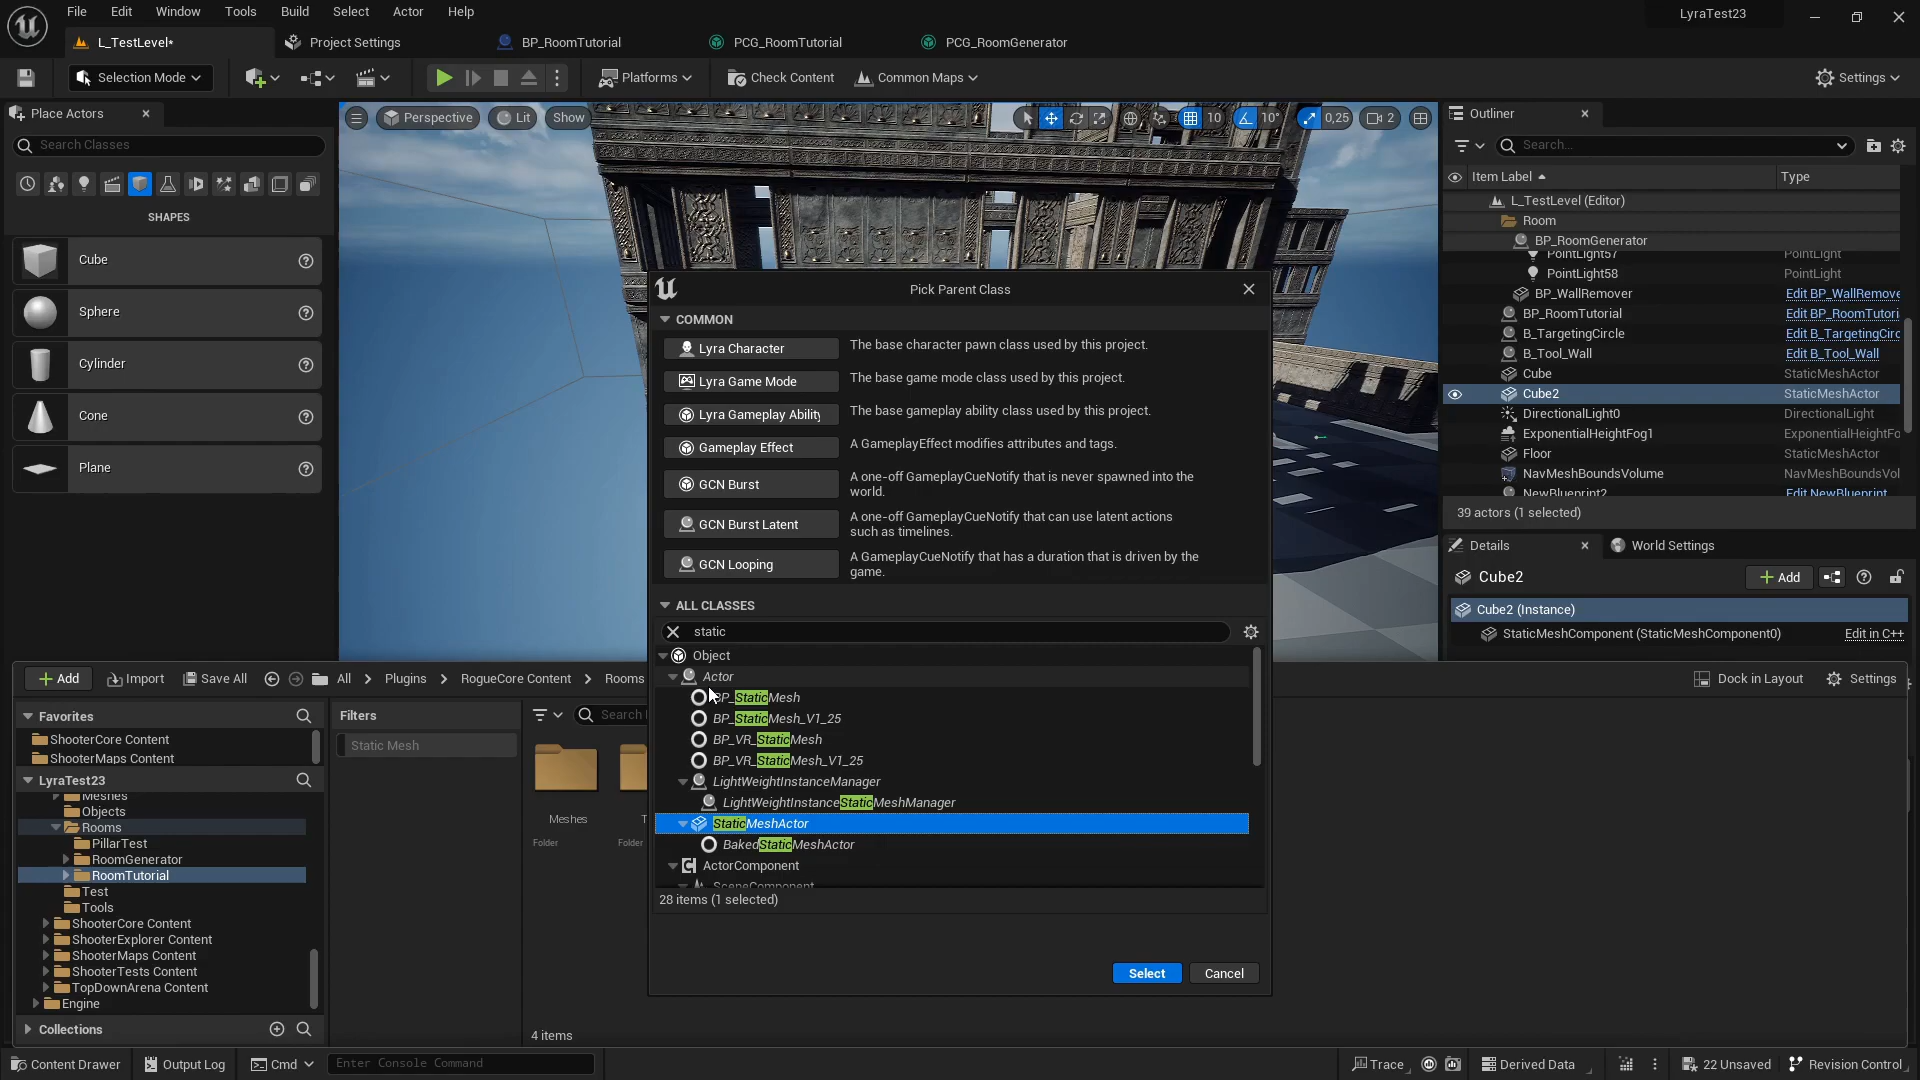 File Edit Window Tools Build Select Actor Help
LyraTest23
L_TestLevel*
Project Settings
BP_RoomTutorial
PCG_RoomTutorial
PCG_RoomGenerator
Selection Mode
Platforms
Check Content
Common Maps
Settings
Place Actors
Search Classes
SHAPES
Cube
Sphere
Cylinder
Cone
Plane
Perspective
Lit
Show
10
10°
0,25
2
Outliner
Search...
Item Label
Type
L_TestLevel (Editor)
Room
BP_RoomGenerator
PointLight57 PointLight
PointLight58 PointLight
BP_WallRemover Edit BP_WallRemove
BP_RoomTutorial Edit BP_RoomTutori
B_TargetingCircle Edit B_TargetingCirc
B_Tool_Wall Edit B_Tool_Wall
Cube StaticMeshActor
Cube2 StaticMeshActor
DirectionalLight0 DirectionalLight
ExponentialHeightFog1 ExponentialHeightFo
Floor StaticMeshActor
NavMeshBoundsVolume NavMeshBoundsVol
NewBlueprint2 Edit NewBlueprint
39 actors (1 selected)
Details
World Settings
Cube2
Add
Cube2 (Instance)
StaticMeshComponent (StaticMeshComponent0)
Edit in C++
Pick Parent Class
COMMON
Lyra Character
The base character pawn class used by this project.
Lyra Game Mode
The base game mode class used by this project.
Lyra Gameplay Ability
The base gameplay ability class used by this project.
Gameplay Effect
A GameplayEffect modifies attributes and tags.
GCN Burst
A one-off GameplayCueNotify that is never spawned into the
world.
GCN Burst Latent
A one-off GameplayCueNotify that can use latent actions
such as timelines.
GCN Looping
A GameplayCueNotify that has a duration that is driven by the
game.
ALL CLASSES
static
Object
Actor
BP_StaticMesh
BP_StaticMesh_V1_25
BP_VR_StaticMesh
BP_VR_StaticMesh_V1_25
LightWeightInstanceManager
LightWeightInstanceStaticMeshManager
StaticMeshActor
BakedStaticMeshActor
ActorComponent
SceneComponent
28 items (1 selected)
Select
Cancel
Add
Import
Save All
All
Plugins
RogueCore Content
Rooms
Dock in Layout
Settings
Favorites
ShooterCore Content
ShooterMaps Content
LyraTest23
Meshes
Objects
Rooms
PillarTest
RoomGenerator
RoomTutorial
Test
Tools
ShooterCore Content
ShooterExplorer Content
ShooterMaps Content
ShooterTests Content
TopDownArena Content
Engine
Collections
Filters
Static Mesh
Search
Meshes
Folder
Folder
4 items
Content Drawer
Output Log
Cmd
Enter Console Command
Trace
Derived Data
22 Unsaved
Revision Control